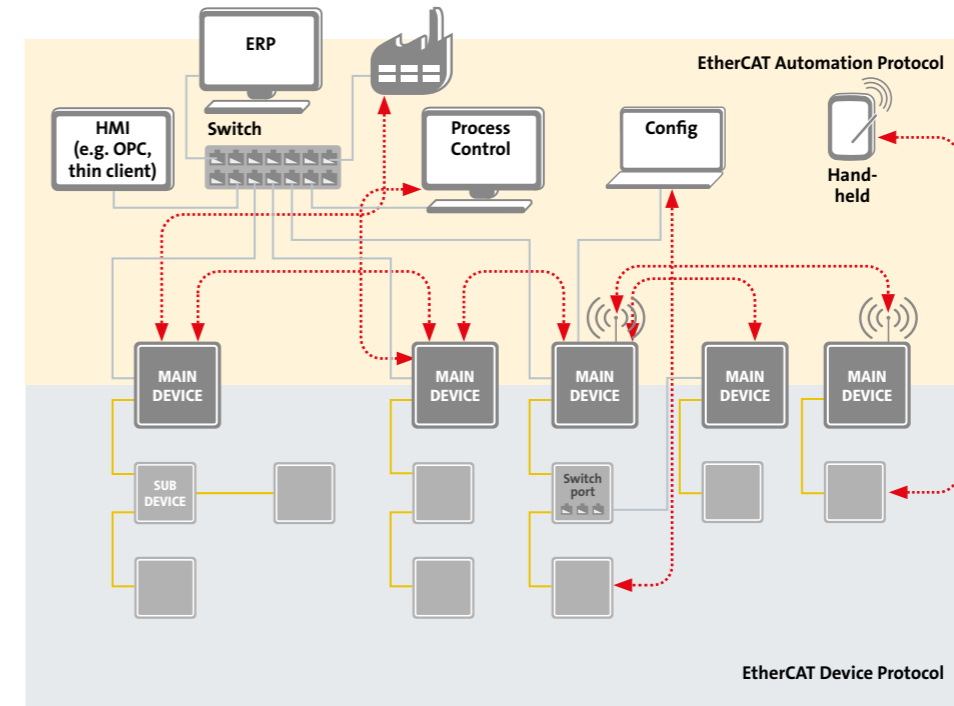 ERP
EtherCAT Automation Protocol
HMI
(e.g. OPC,
thin client)
Switch
Process
Control
Config
Hand-
held
MAIN
DEVICE
MAIN
DEVICE
MAIN
DEVICE
MAIN
DEVICE
MAIN
DEVICE
SUB
DEVICE
Switch
port
EtherCAT Device Protocol